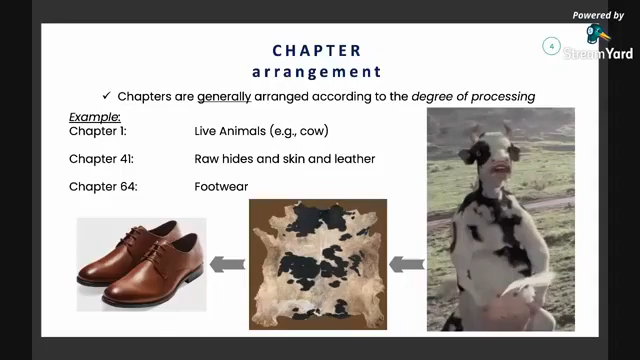 Powered by
StreamYard
4
CHAPTER
arrangement
✓ Chapters are generally arranged according to the degree of processing
Example:
Chapter 1: Live Animals (e.g., cow)
Chapter 41: Raw hides and skin and leather
Chapter 64: Footwear